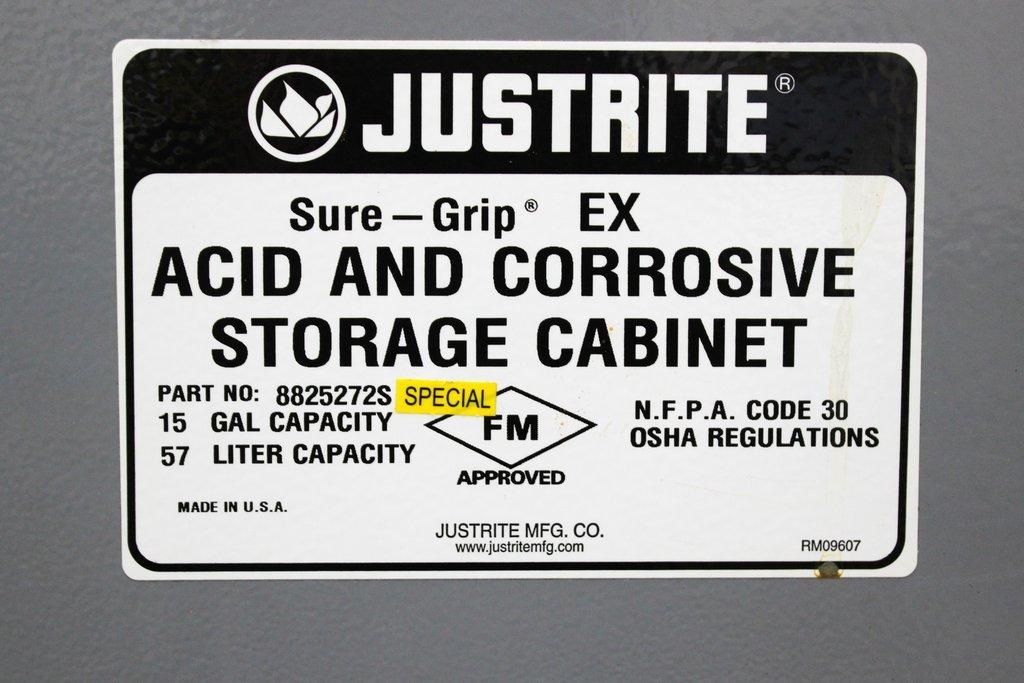 JUSTRITE®
Sure-Grip® EX
ACID AND CORROSIVE
STORAGE CABINET
PART NO: 8825272S SPECIAL
15 GAL CAPACITY
57 LITER CAPACITY
FM
APPROVED
N.F.P.A. CODE 30
OSHA REGULATIONS
MADE IN U.S.A.
JUSTRITE MFG. CO.
www.justritemfg.com
RM09607